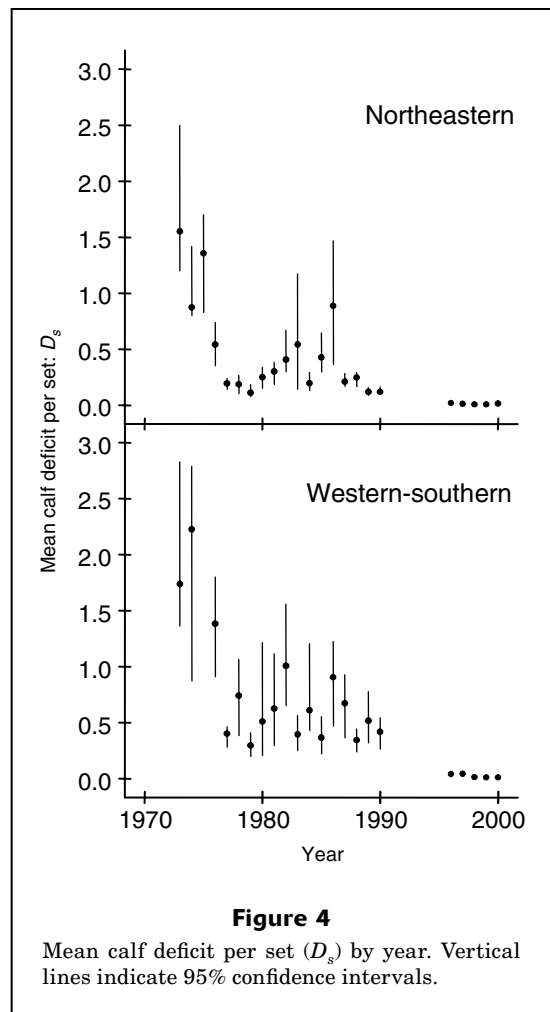 3.0
Northeastern
2.5
2.0
1.5
1.0
0.5
0.0
Mean calf deficit per set: Ds
3.0
Western-southern
2.5
2.0
1.5
1.0
0.5
0.0
1970 1980 1990 2000
Year
Figure 4
Mean calf deficit per set (Ds) by year. Vertical
lines indicate 95% confidence intervals.